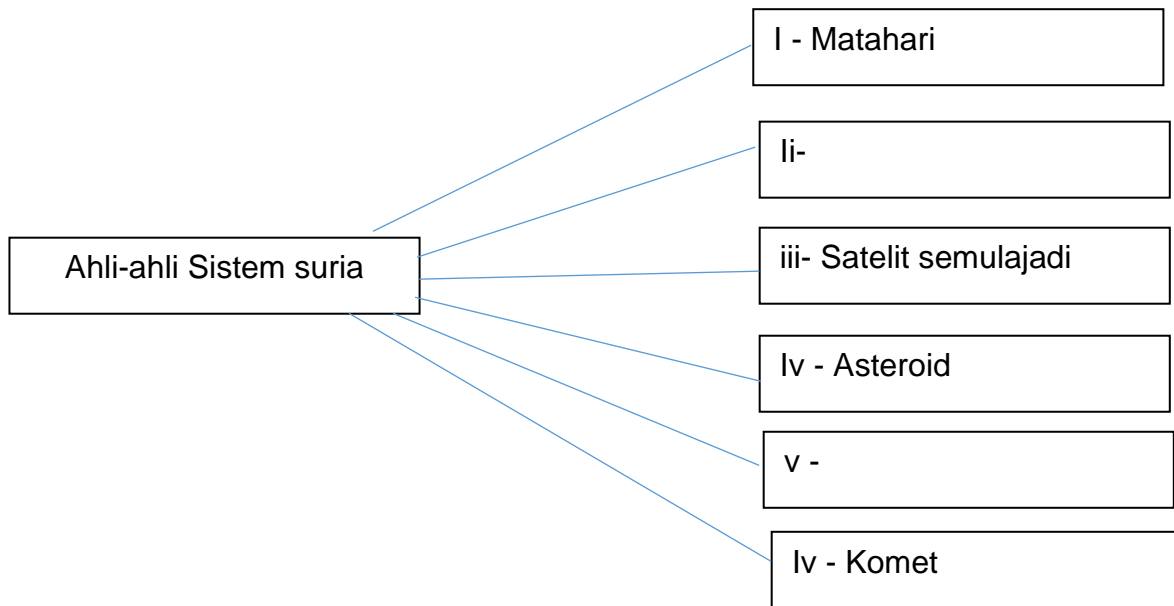 I - Matahari
Ii-
Ahli-ahli Sistem suria
iii- Satelit semulajadi
Iv - Asteroid
v -
Iv - Komet